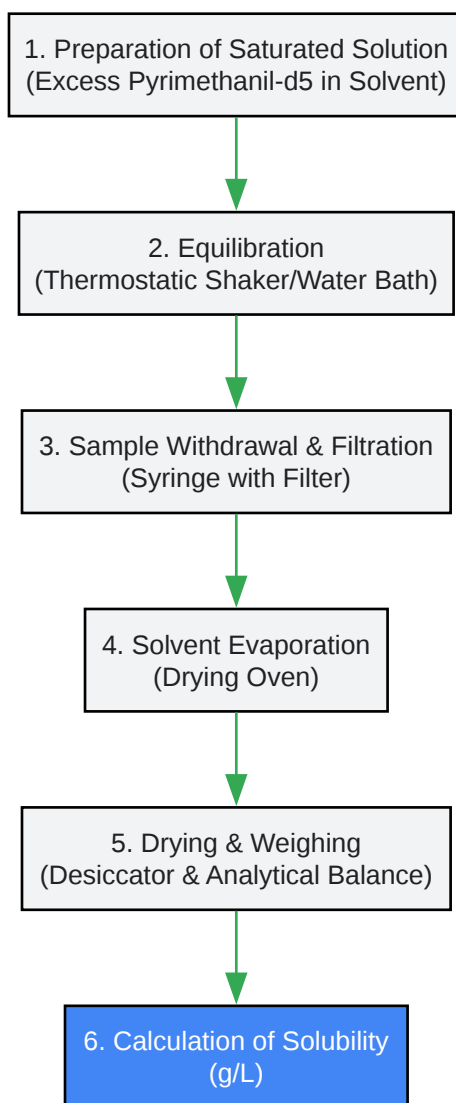 1. Preparation of Saturated Solution
(Excess Pyrimethanil-d5 in Solvent)
2. Equilibration
(Thermostatic Shaker/Water Bath)
3. Sample Withdrawal & Filtration
(Syringe with Filter)
4. Solvent Evaporation
(Drying Oven)
5. Drying & Weighing
(Desiccator & Analytical Balance)
6. Calculation of Solubility
(g/L)